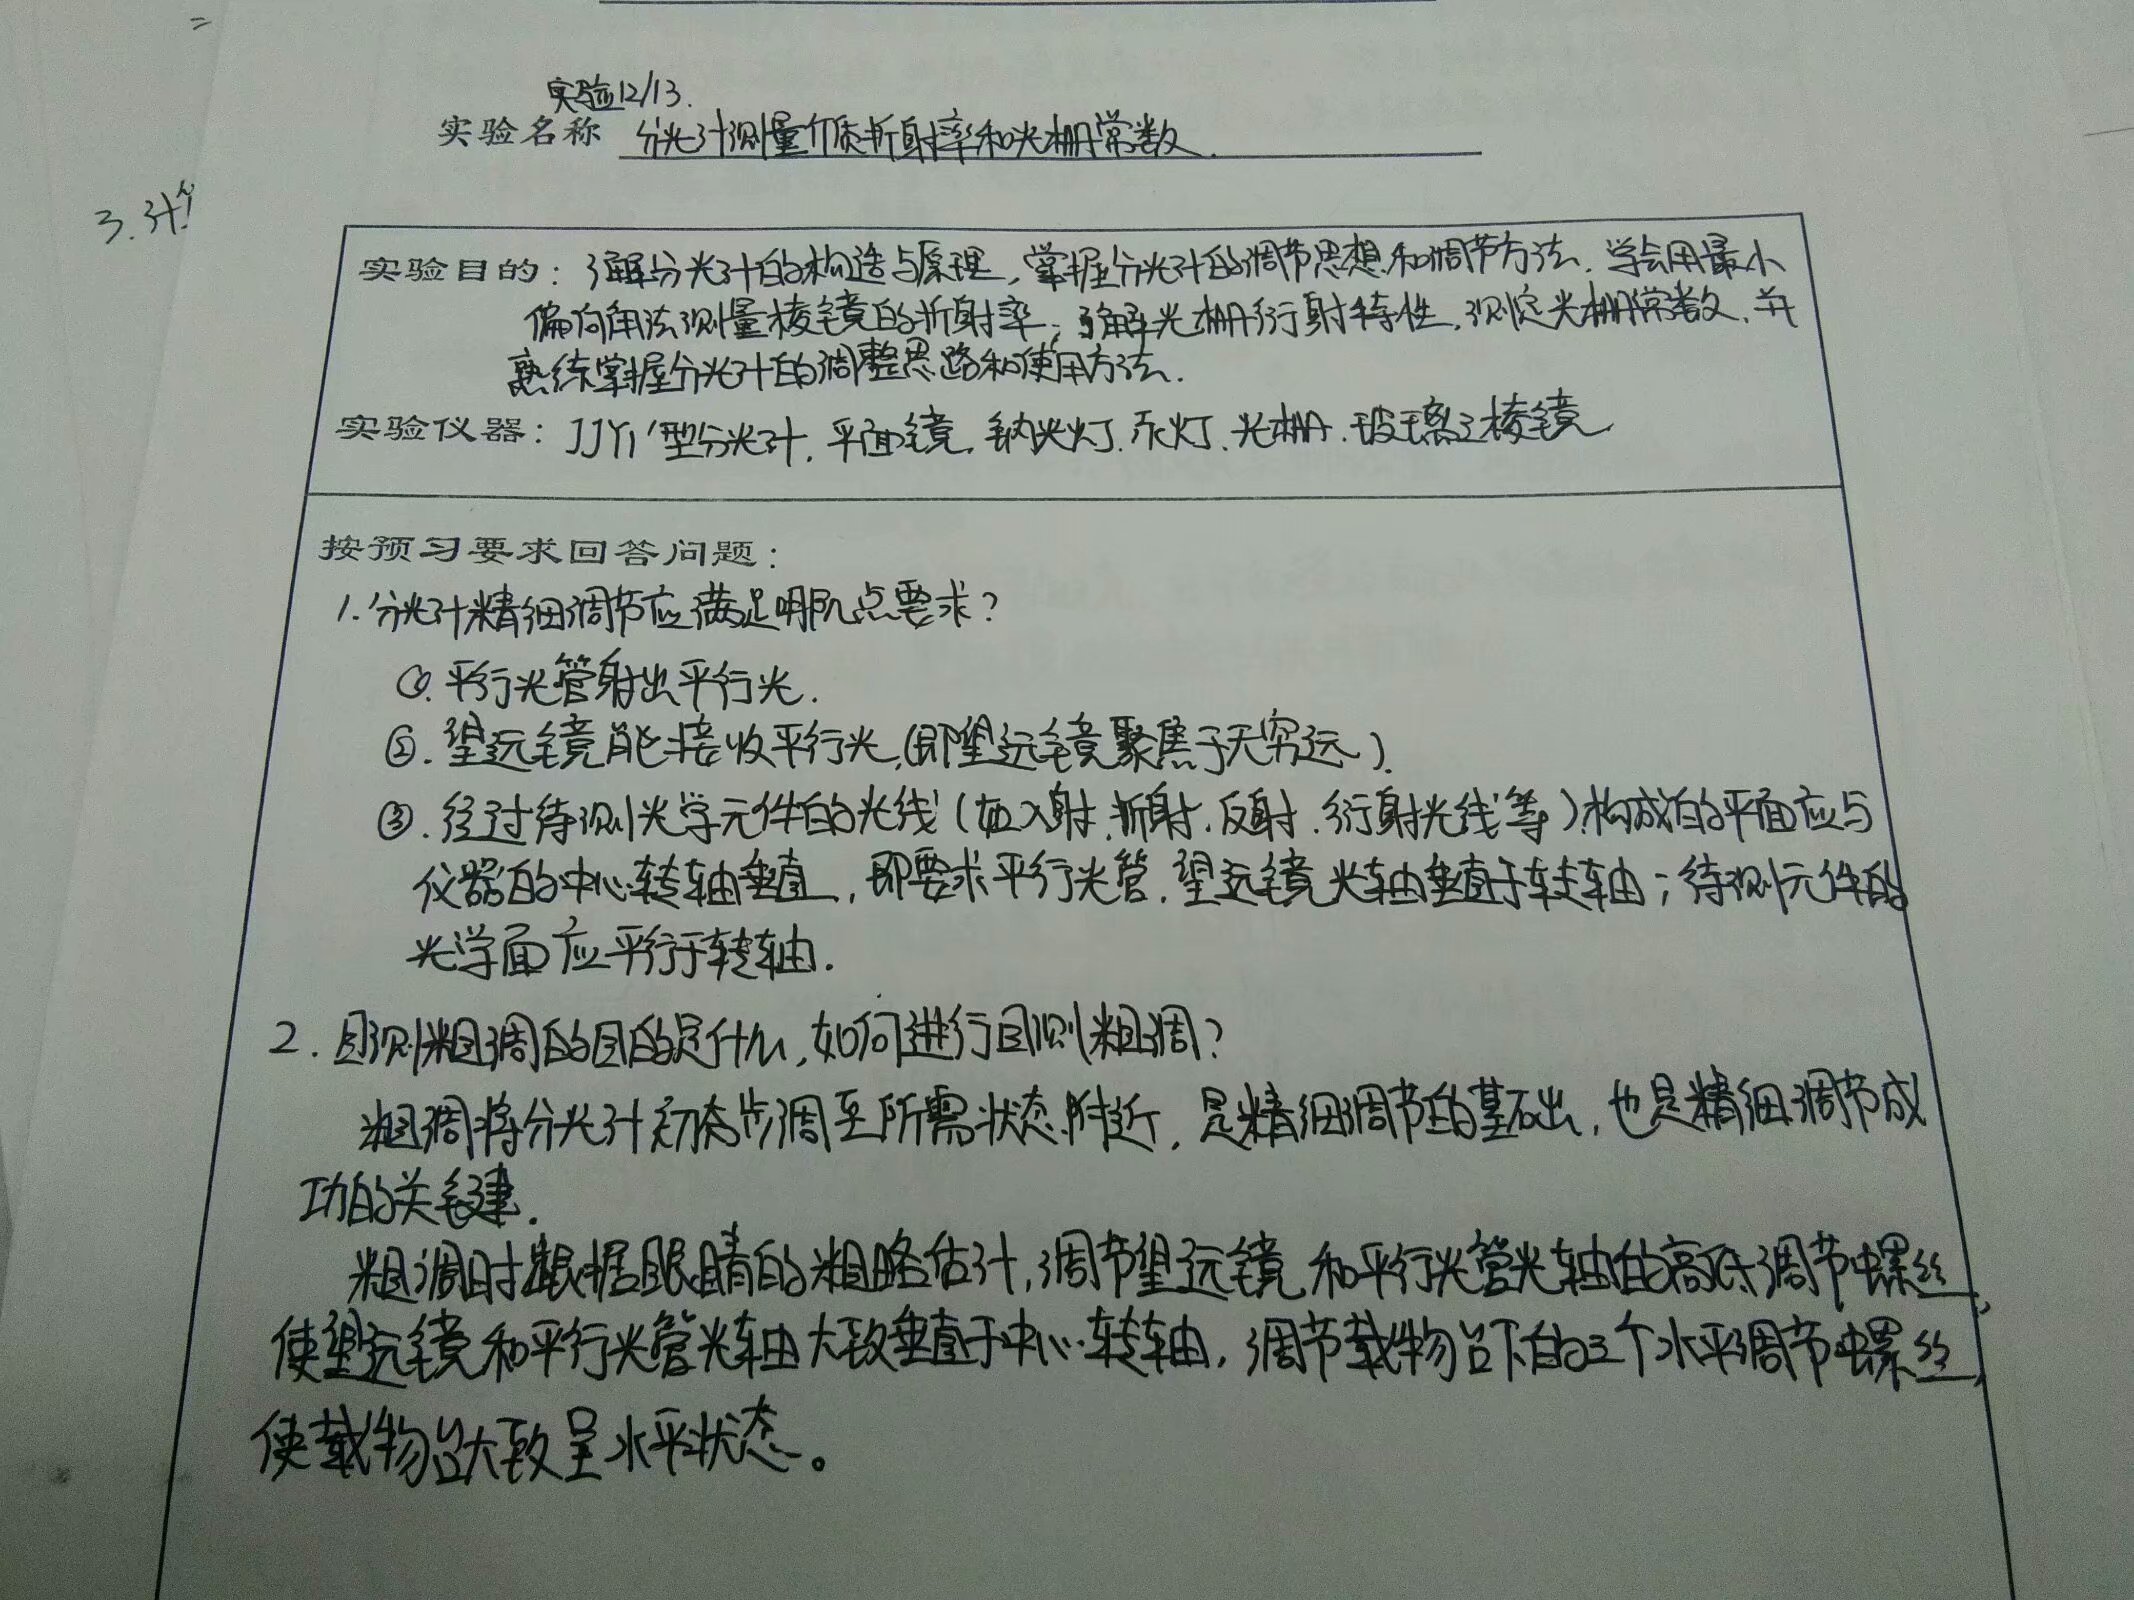 实验12/13.
实验名称 分光计测量介质折射率和光栅常数.
3. 计
实验目的：了解分光计的构造与原理，掌握分光计的调节思想和调节方法. 学会用最小
偏向角法测量棱镜的折射率；了解光栅衍射特性，测定光栅常数，并
熟练掌握分光计的调整思路和使用方法.
实验仪器：JJY1'型分光计，平面镜，钠光灯，汞灯，光栅，玻璃三棱镜
按预习要求回答问题：
1. 分光计精细调节应满足哪几点要求？
①. 平行光管射出平行光.
②. 望远镜能接收平行光，(即望远镜聚焦于无穷远).
③. 经过待测光学元件的光线(如入射，折射，反射，衍射光线等)构成的平面应与
仪器的中心转轴垂直，即要求平行光管，望远镜光轴垂直于转轴；待测元件的
光学面应平行于转轴.
2. 目测粗调的目的是什么，如何进行目测粗调？
粗调将分光计初步调至所需状态附近，是精细调节的基础，也是精细调节成
功的关键.
粗调时根据眼睛的粗略估计，调节望远镜和平行光管光轴的高低调节螺丝，
使望远镜和平行光管光轴大致垂直于中心转轴，调节载物台下的三个水平调节螺丝，
使载物台大致呈水平状态。